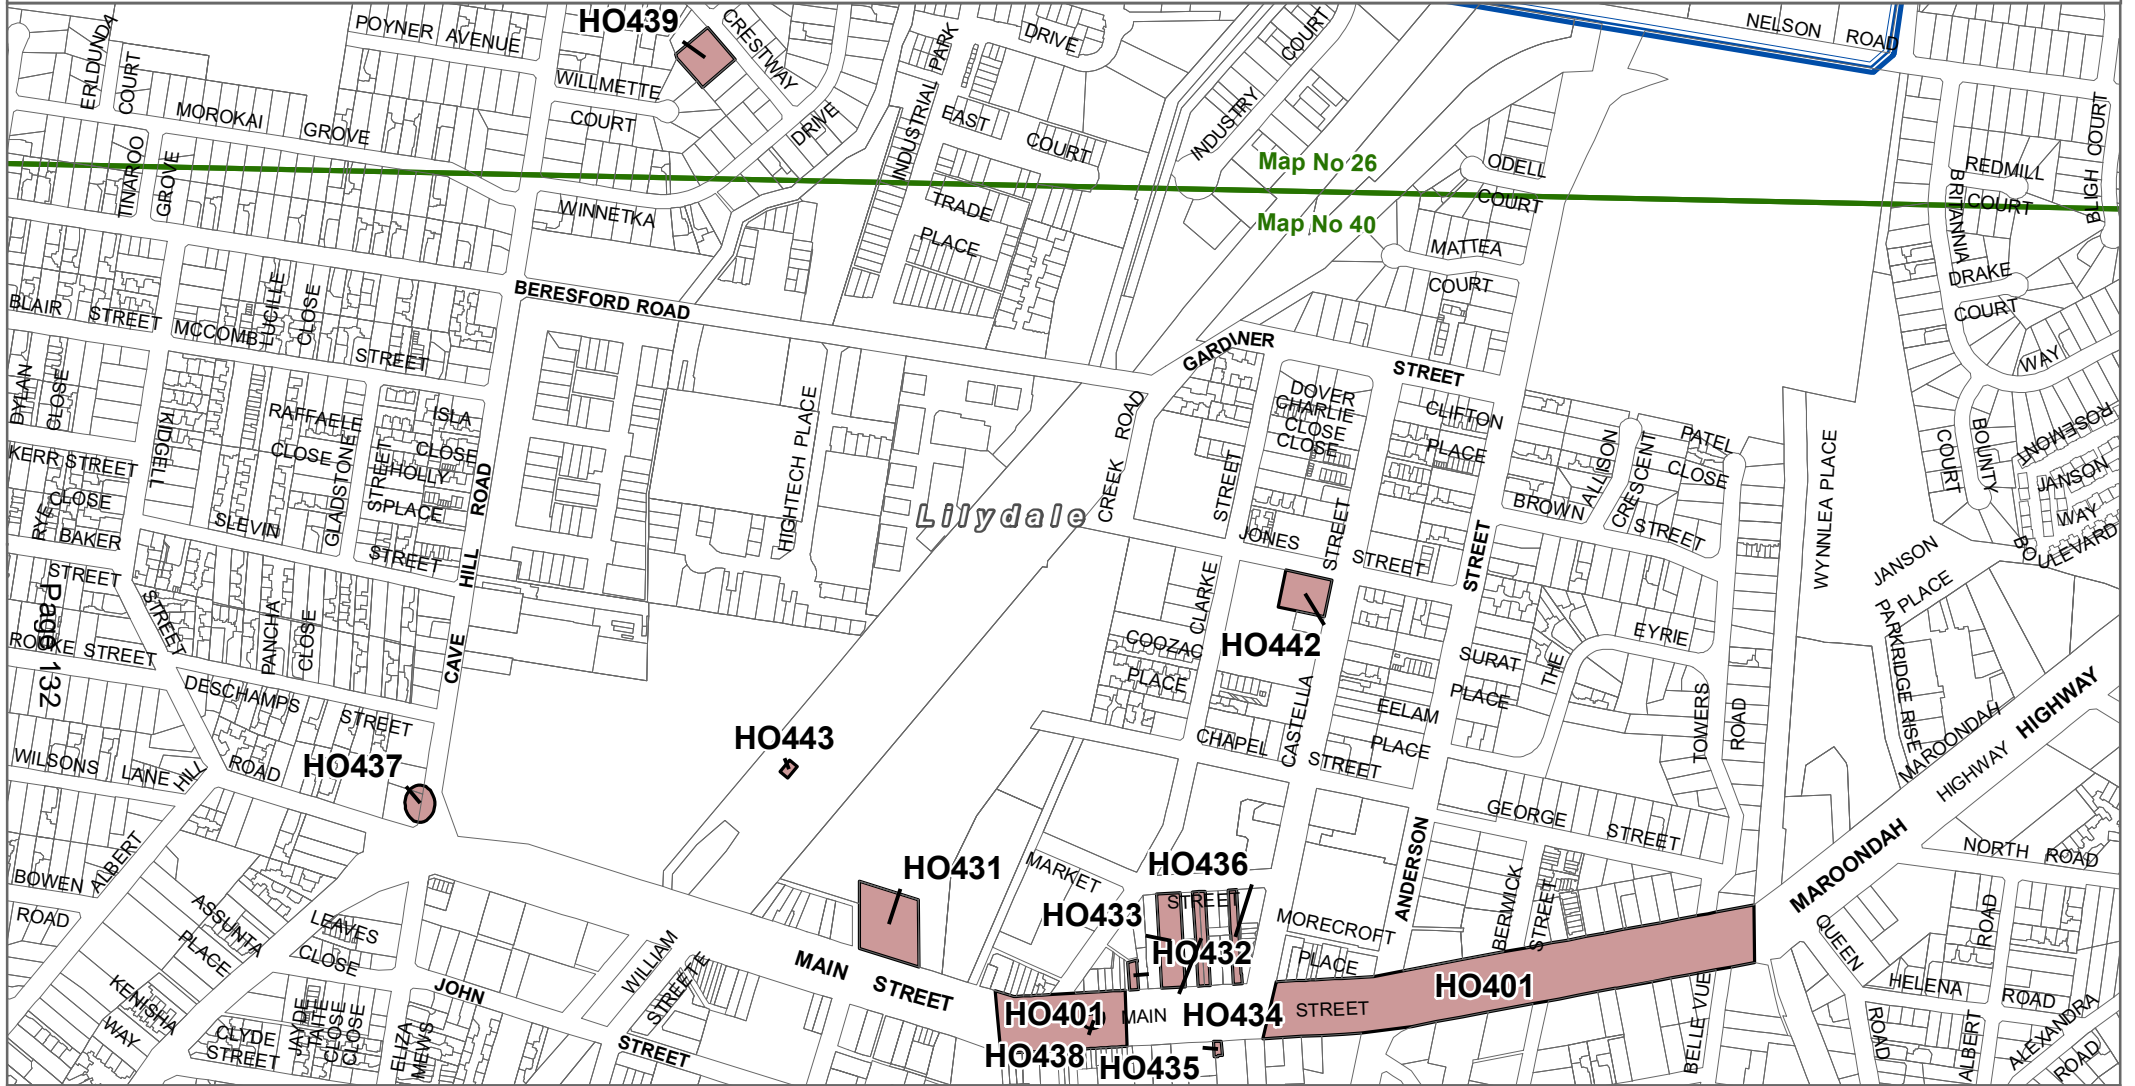 HO439
CRESTWAY
POYNER AVENUE
ERLDUNDA
COURT
WILLMETTE
COURT
MOROKAI
GROVE
DRIVE
INDUSTRIAL PARK
DRIVE
EAST
COURT
INDUSTRY
COURT
NELSON ROAD
Map No 26
Map No 40
ODELL
COURT
MATTEA
COURT
REDMILL
COURT
BLIGH COURT
BRITANNIA
DRAKE
COURT
WAY
TINAROO
GROVE
WINNETKA
TRADE
PLACE
BERESFORD ROAD
BLAIR
STREET
MCCOMB
STREET
LUCILLE
CLOSE
GARDINER
STREET
DYLAN
CLOSE
KIDGELL
STREET
RAFFAELE
CLOSE
GLADSTONE
STREET
ISLA
CLOSE
HOLLY
PLACE
KERR STREET
RYE
CLOSE
BAKER
STREET
SLEVIN
STREET
CAVE HILL ROAD
HIGHTECH PLACE
Lilydale
CREEK ROAD
DOVER
CHARLIE
CLOSE
CLOSE
CLIFTON
PLACE
STREET
JONES
STREET
STREET
STREET
BROWN
STREET
ALLISON
CRESCENT
PATEL
CLOSE
WYNNLEA PLACE
COURT
BOUNTY
ROSEMONT
JANSON
WAY
BOULEVARD
JANSON
PLACE
PARKRIDGE RISE
Page 132
ROURKE STREET
PANCHA
CLOSE
DESCHAMPS
STREET
CLARKE
COOZAC
PLACE
HO442
CASTELLA
EELAM
PLACE
SURAT
PLACE
THE
EYRIE
TOWERS
ROAD
MAROONDAH
HIGHWAY
HIGHWAY
MAROONDAH
WILSONS
LANE
HILL
ROAD
HO437
HO443
CHAPEL
STREET
GEORGE
STREET
ANDERSON
BERWICK
STREET
NORTH ROAD
BOWEN
ROAD
ALBERT
ASSUNTA
PLACE
LEAVES
CLOSE
KENISHA
WAY
CLYDE
STREET
JAYDE
TAITE
CLOSE
CLOSE
ELIZA
MEWS
JOHN
STREET
WILLIAM
STREETE
HO431
MAIN
STREET
MARKET
STREET
HO436
HO433
HO432
HO434
HO401
HO438
HO435
MAIN
STREET
HO401
MORECROFT
PLACE
BELLE VUE
QUEEN
ROAD
HELENA
ROAD
ROAD
ALBERT
ALEXANDRA
ROAD